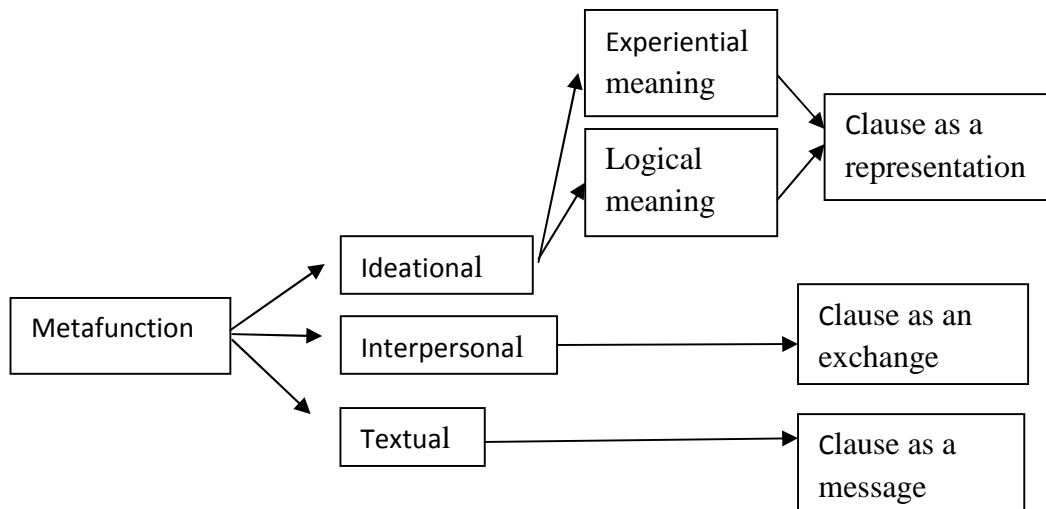 Experiential
meaning
Clause as a
representation
Logical
meaning
Ideational
Metafunction
Interpersonal
Clause as an
exchange
Textual
Clause as a
message